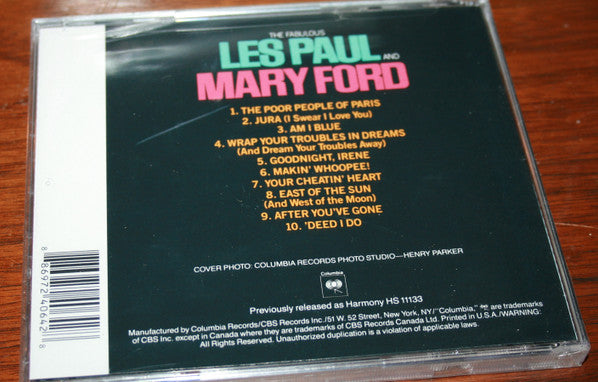 THE FABULOUS
LES PAUL AND
MARY FORD
1. THE POOR PEOPLE OF PARIS
2. JURA (I Swear I Love You)
3. AM I BLUE
4. WRAP YOUR TROUBLES IN DREAMS
(And Dream Your Troubles Away)
5. GOODNIGHT, IRENE
6. MAKIN' WHOOPEE!
7. YOUR CHEATIN' HEART
8. EAST OF THE SUN
(And West of the Moon)
9. AFTER YOU'VE GONE
10. 'DEED I DO
COVER PHOTO: COLUMBIA RECORDS PHOTO STUDIO—HENRY PARKER
Columbia
Previously released as Harmony HS 11133
Manufactured by Columbia Records/CBS Records Inc./51 W. 52 Street, New York, NY/"Columbia," are trademarks
of CBS Inc. except in Canada where they are trademarks of CBS Records Canada Ltd. Printed in U.S.A./WARNING:
All Rights Reserved. Unauthorized duplication is a violation of applicable laws.
8 86972 40642 8